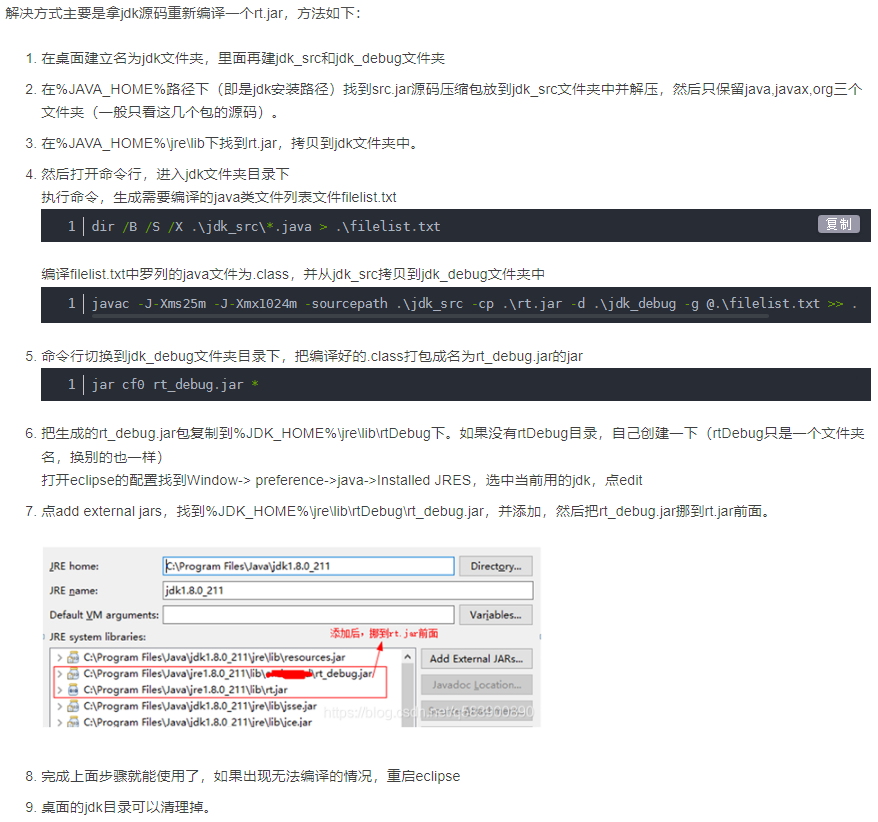 解决方式主要是拿jdk源码重新编译一个rt.jar，方法如下：
1. 在桌面建立名为jdk文件夹，里面再建jdk_src和jdk_debug文件夹
2. 在%JAVA_HOME%路径下（即是jdk安装路径）找到src.jar源码压缩包放到jdk_src文件夹中并解压，然后只保留java,javax,org三个
文件夹（一般只看这几个包的源码）。
3. 在%JAVA_HOME%\jre\lib下找到rt.jar，拷贝到jdk文件夹中。
4. 然后打开命令行，进入jdk文件夹目录下
执行命令，生成需要编译的java类文件列表文件filelist.txt
1 dir /B /S /X .\jdk_src\*.java > .\filelist.txt
复制
编译filelist.txt中罗列的java文件为.class，并从jdk_src拷贝到jdk_debug文件夹中
1 javac -J-Xms25m -J-Xmx1024m -sourcepath .\jdk_src -cp .\rt.jar -d .\jdk_debug -g @.\filelist.txt >> .
5. 命令行切换到jdk_debug文件夹目录下，把编译好的.class打包成名为rt_debug.jar的jar
1 jar cf0 rt_debug.jar *
6. 把生成的rt_debug.jar包复制到%JDK_HOME%\jre\lib\rtDebug下。如果没有rtDebug目录，自己创建一下（rtDebug只是一个文件夹
名，换别的也一样）
打开eclipse的配置找到Window-> preference->java->Installed JRES，选中当前用的jdk，点edit
7. 点add external jars，找到%JDK_HOME%\jre\lib\rtDebug\rt_debug.jar，并添加，然后把rt_debug.jar挪到rt.jar前面。
JRE home: C:\Program Files\Java\jdk1.8.0_211 Directory...
JRE name: jdk1.8.0_211
Default VM arguments: Variables...
JRE system libraries: 添加后，挪到rt.jar前面
C:\Program Files\Java\jdk1.8.0_211\jre\lib\resources.jar Add External JARs...
C:\Program Files\Java\jre1.8.0_211\lib\ \rt_debug.jar Javadoc Location...
C:\Program Files\Java\jre1.8.0_211\lib\rt.jar
C:\Program Files\Java\jdk1.8.0_211\jre\lib\jsse.jar
C:\Program Files\Java\jdk1.8.0_211\jre\lib\jce.jar
8. 完成上面步骤就能使用了，如果出现无法编译的情况，重启eclipse
9. 桌面的jdk目录可以清理掉。